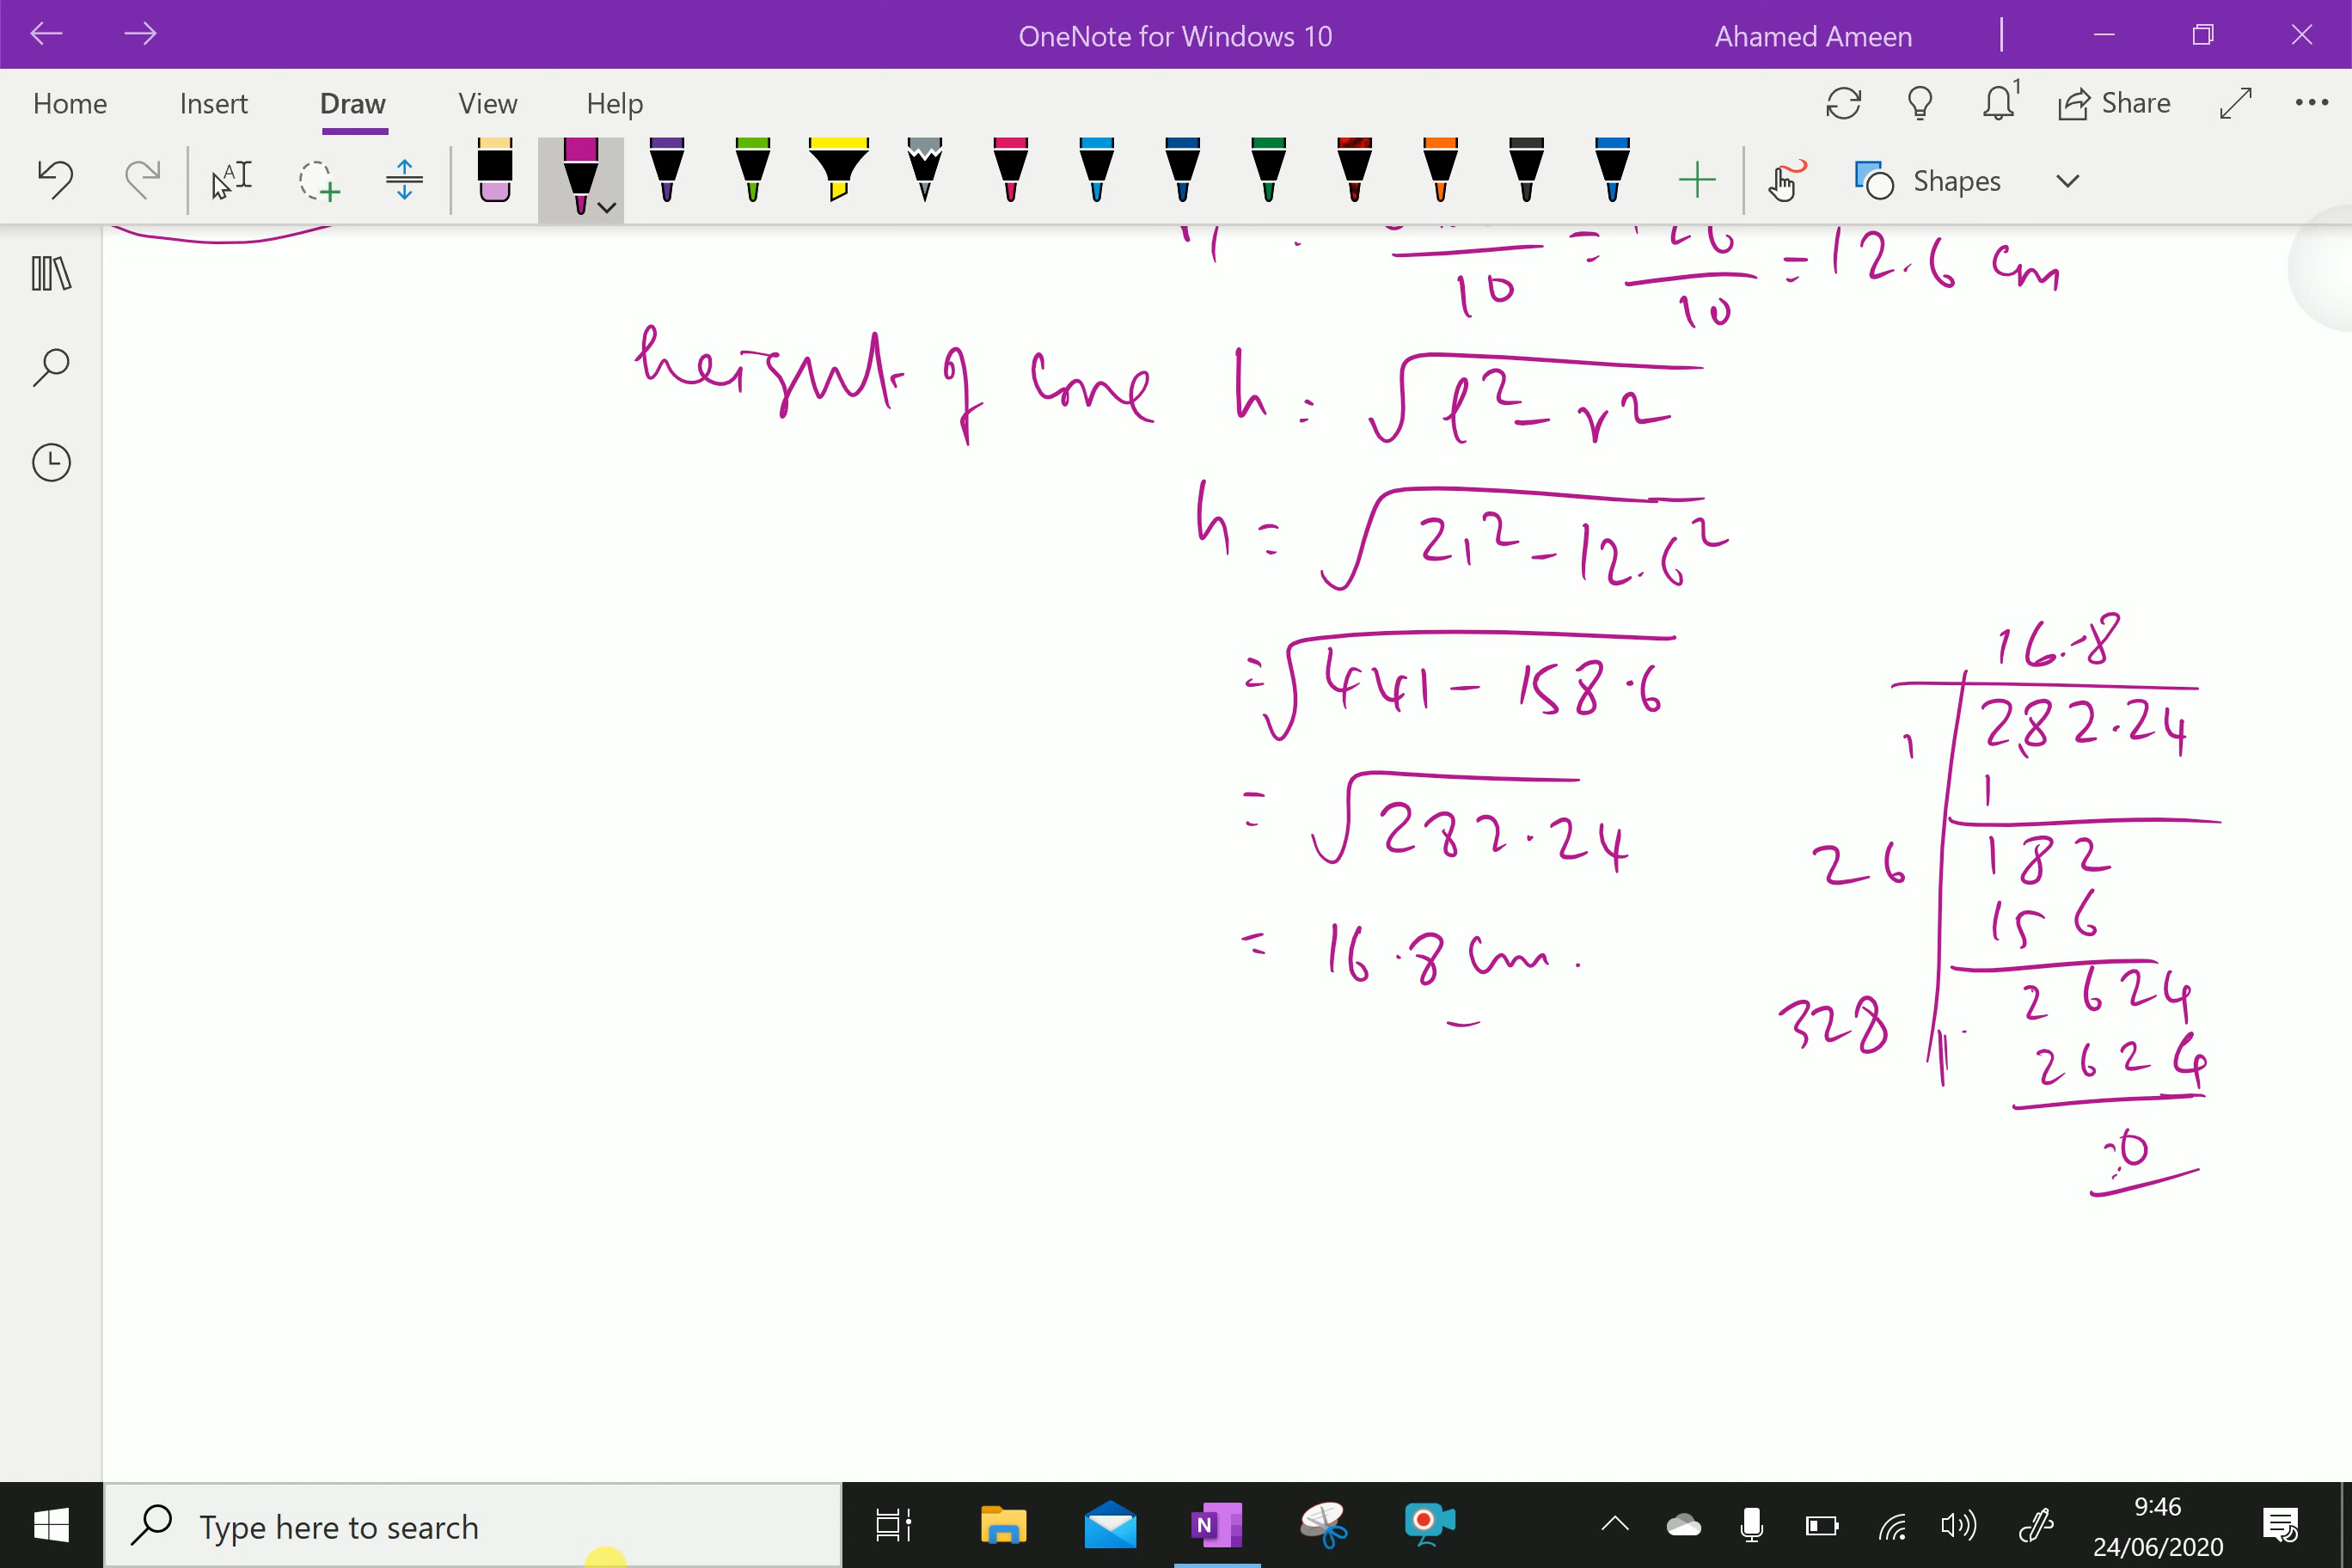 OneNote for Windows 10
Ahamed Ameen
Home Insert Draw View Help
1 Share
Shapes
10 = 10 = 12.6 cm
height of cone h = √l² - r²
h = √21² - 12.6²
= √441 - 158.6
= √282.24
= 16.8 cm.
16.8
1 282.24
1
26 182
156
328 2624
2624
0
Type here to search
9:46
24/06/2020